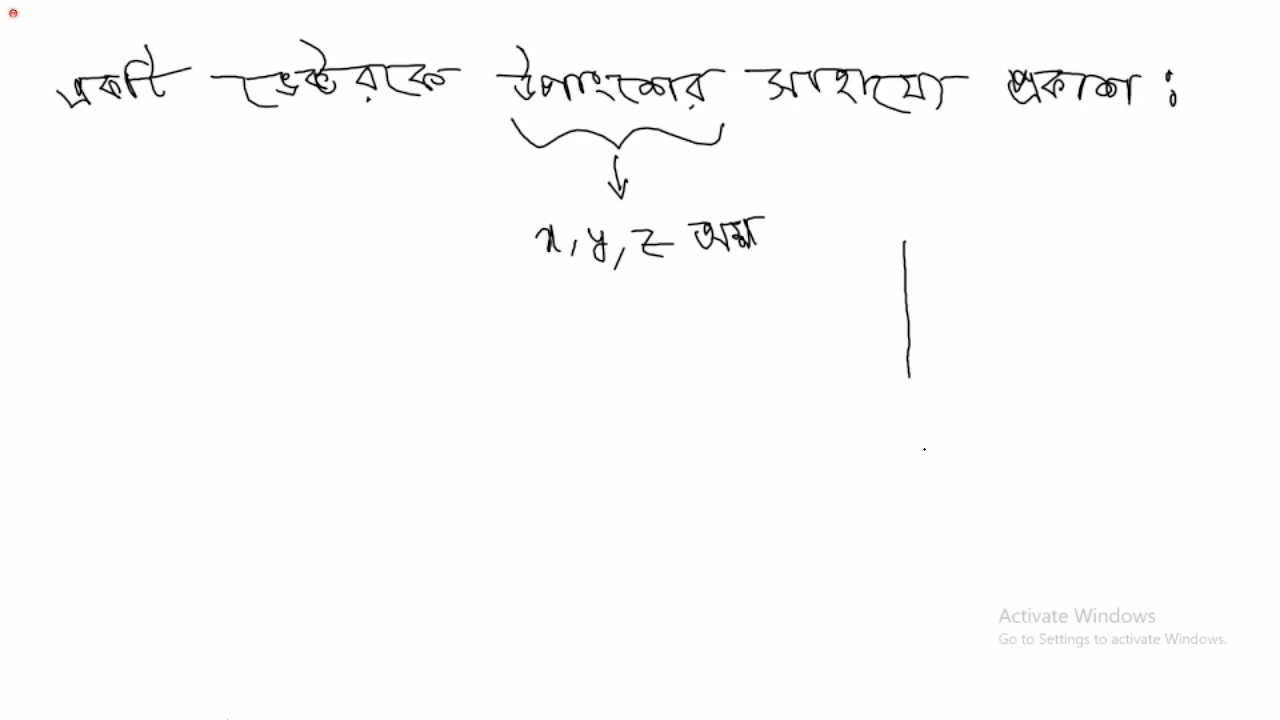 একটি ভেক্টরকে উপাংশের সাহায্যে প্রকাশ :
x, y, z অক্ষ
Activate Windows
Go to Settings to activate Windows.